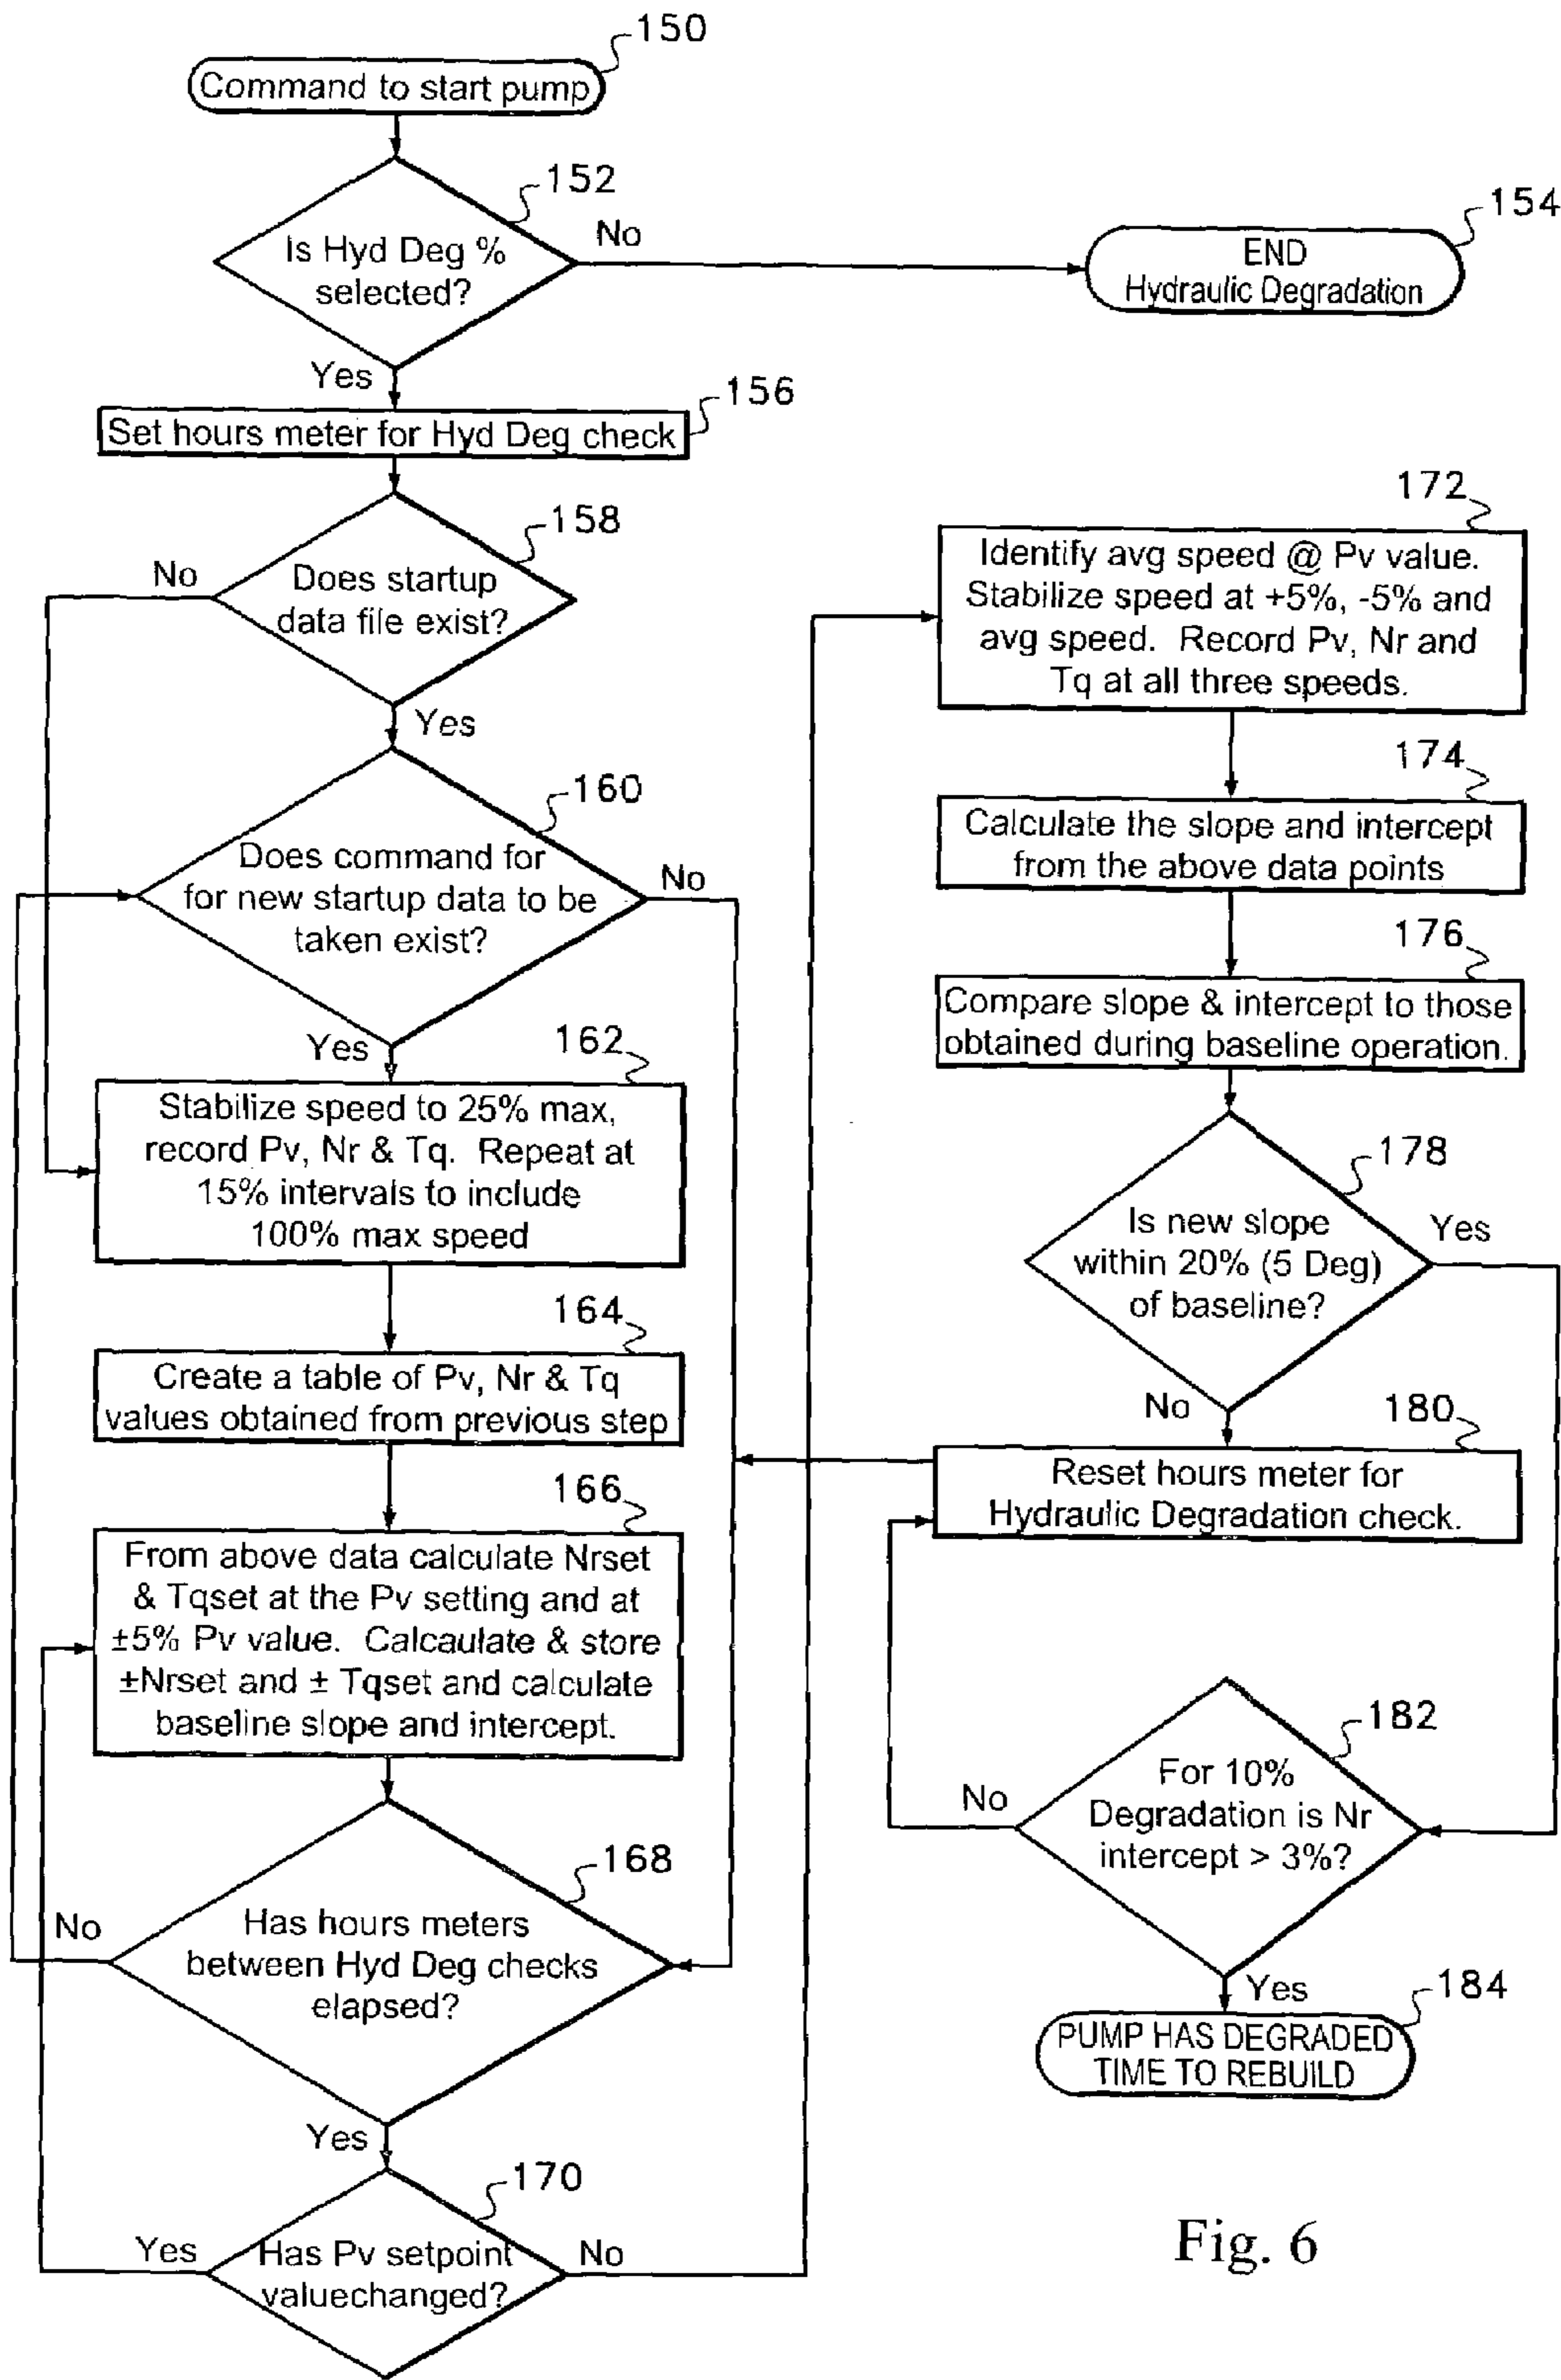 150
Command to start pump
152
Is Hyd Deg %
selected?
No
154
END
Hydraulic Degradation
Yes
156
Set hours meter for Hyd Deg check
158
No
Does startup
data file exist?
Yes
160
Does command for
for new startup data to be
taken exist?
No
Yes
162
Stabilize speed to 25% max,
record Pv, Nr & Tq. Repeat at
15% intervals to include
100% max speed
164
Create a table of Pv, Nr & Tq
values obtained from previous step
166
From above data calculate Nrset
& Tqset at the Pv setting and at
±5% Pv value. Calcaulate & store
±Nrset and ± Tqset and calculate
baseline slope and intercept.
168
No
Has hours meters
between Hyd Deg checks
elapsed?
Yes
170
Yes
Has Pv setpoint
valuechanged?
No
172
Identify avg speed @ Pv value.
Stabilize speed at +5%, -5% and
avg speed. Record Pv, Nr and
Tq at all three speeds.
174
Calculate the slope and intercept
from the above data points
176
Compare slope & intercept to those
obtained during baseline operation.
178
Is new slope
within 20% (5 Deg)
of baseline?
Yes
No
180
Reset hours meter for
Hydraulic Degradation check.
182
No
For 10%
Degradation is Nr
intercept > 3%?
Yes
184
PUMP HAS DEGRADED
TIME TO REBUILD
Fig. 6